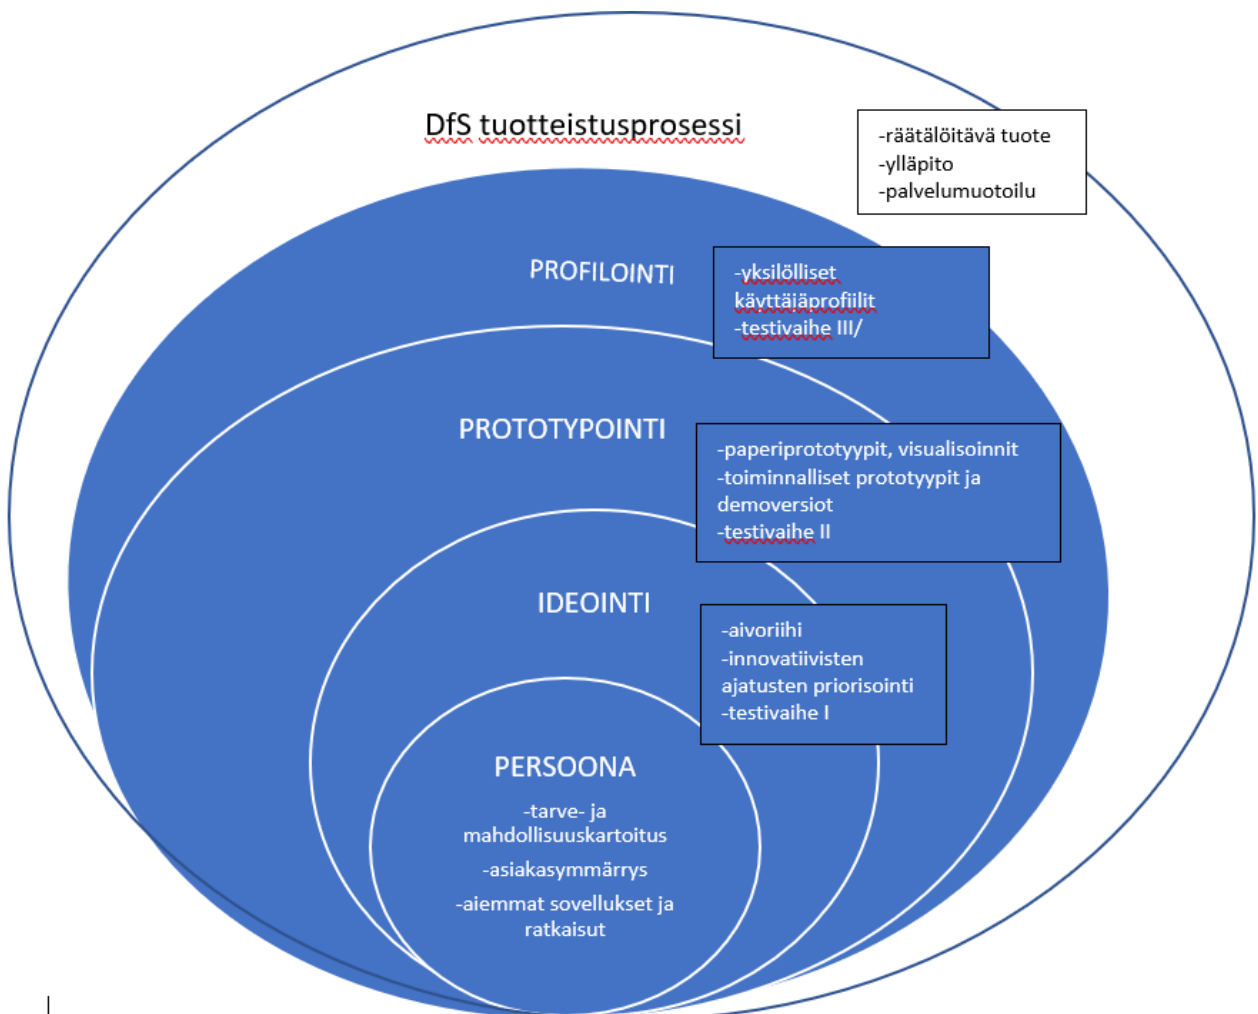 DfS tuotteistusprosessi
-räätälöitävä tuote
-ylläpito
-palvelumuotoilu
PROFILOINTI
-yksilölliset
käyttäjäprofiilit
-testivaihe III/
PROTOTYPOINTI
-paperiprototyypit, visualisoinnit
-toiminnalliset prototyypit ja
demoversiot
-testivaihe II
IDEOINTI
-aivoriihi
-innovatiivisten
ajatusten priorisointi
-testivaihe I
PERSOONA
-tarve- ja
mahdollisuuskartoitus
-asiakasymmärrys
-aiemmat sovellukset ja
ratkaisut